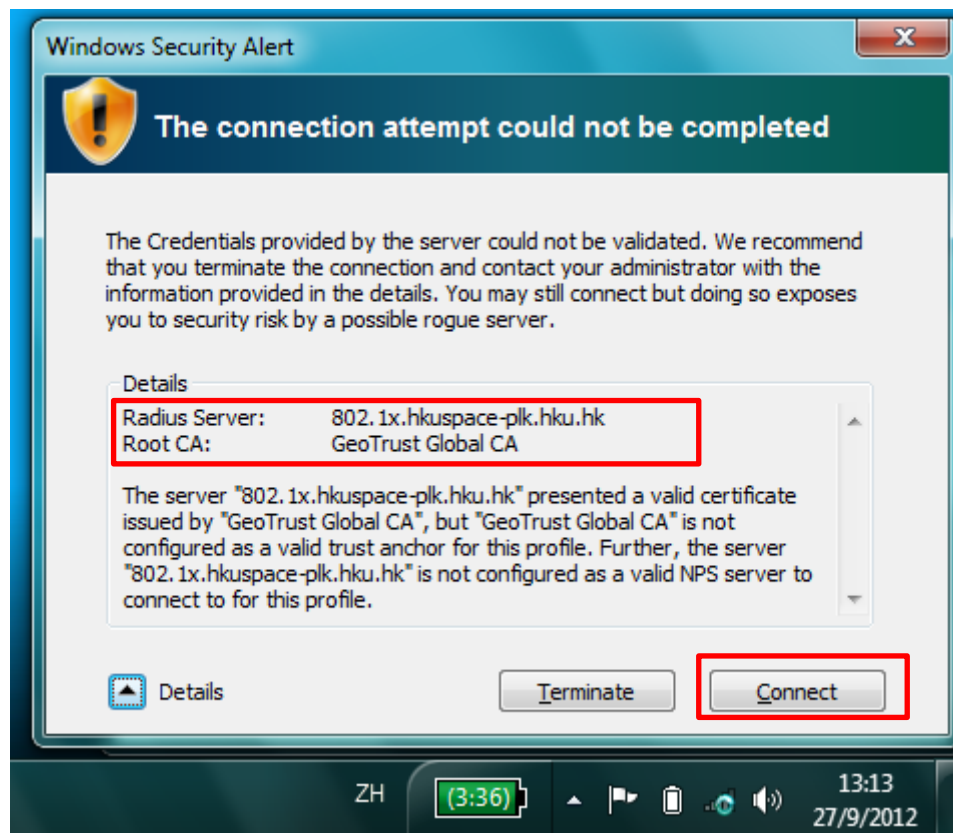 Windows Security Alert
The connection attempt could not be completed
The Credentials provided by the server could not be validated. We recommend
that you terminate the connection and contact your administrator with the
information provided in the details. You may still connect but doing so exposes
you to security risk by a possible rogue server.
Details
Radius Server: 802.1x.hkuspace-plk.hku.hk
Root CA: GeoTrust Global CA
The server "802.1x.hkuspace-plk.hku.hk" presented a valid certificate
issued by "GeoTrust Global CA", but "GeoTrust Global CA" is not
configured as a valid trust anchor for this profile. Further, the server
"802.1x.hkuspace-plk.hku.hk" is not configured as a valid NPS server to
connect to for this profile.
Details Terminate Connect
ZH (3:36) 13:13
27/9/2012